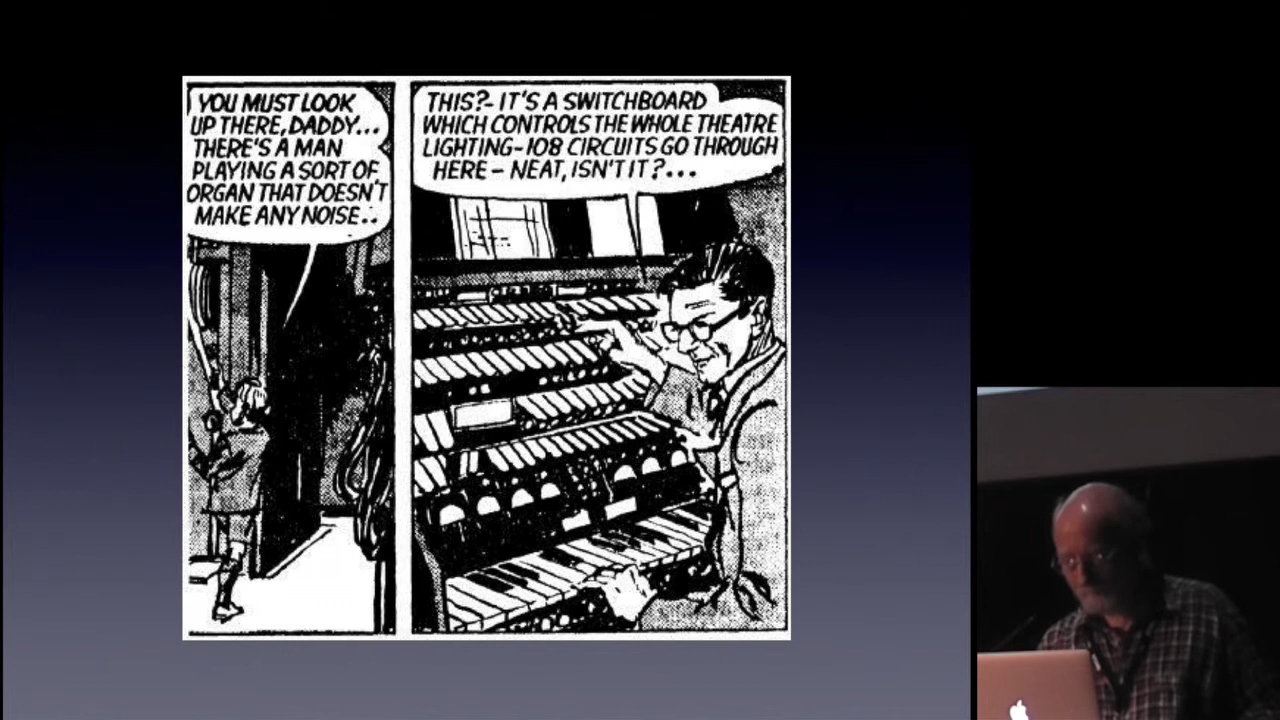 YOU MUST LOOK
UP THERE, DADDY...
THERE'S A MAN
PLAYING A SORT OF
ORGAN THAT DOESN'T
MAKE ANY NOISE..
THIS?- IT'S A SWITCHBOARD
WHICH CONTROLS THE WHOLE THEATRE
LIGHTING-108 CIRCUITS GO THROUGH
HERE - NEAT, ISN'T IT?...